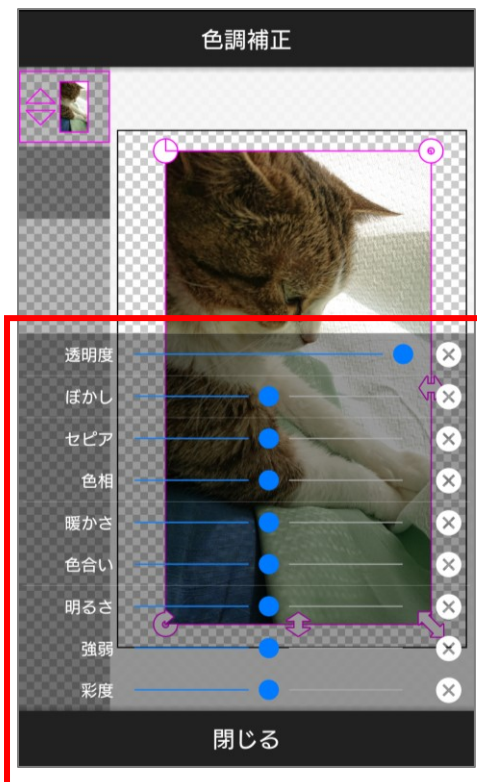 色調補正
透明度
ぼかし
セピア
色相
暖かさ
色合い
明るさ
強弱
彩度
閉じる